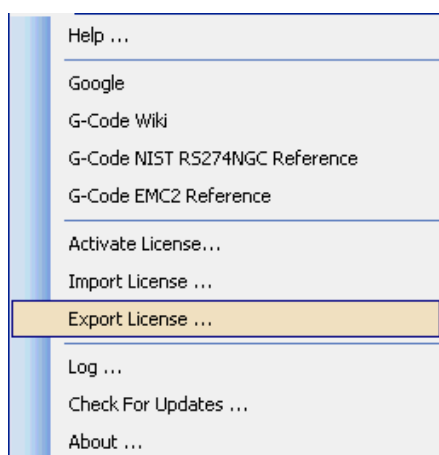 Help ...
Google
G-Code Wiki
G-Code NIST RS274NGC Reference
G-Code EMC2 Reference
Activate License...
Import License ...
Export License ...
Log ...
Check For Updates ...
About ...